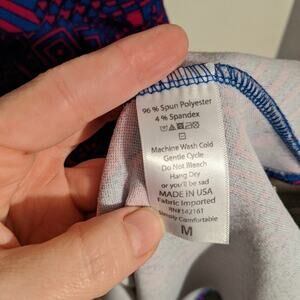 96 % Spun Polyester
4 % Spandex
Machine Wash Cold
Gentle Cycle
Do Not Bleach
Hang Dry
or you'll be sad
MADE IN USA
Fabric Imported
RN#142161
Simply Comfortable
M